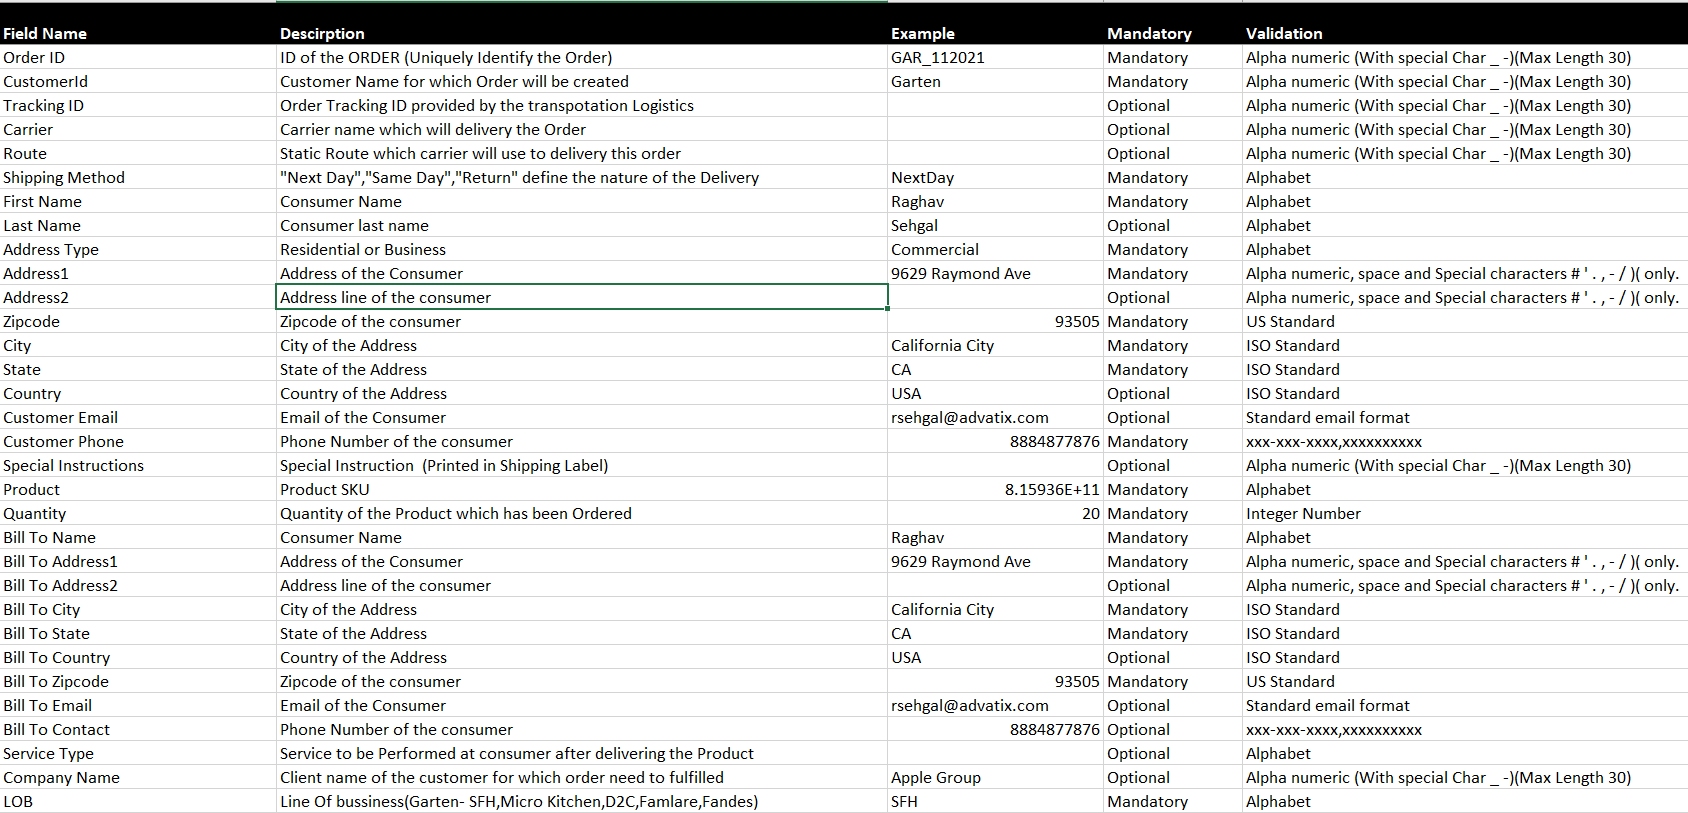 Field Name Descirption Example Mandatory Validation
Order ID ID of the ORDER (Uniquely Identify the Order) GAR_112021 Mandatory Alpha numeric (With special Char _ -)(Max Length 30)
CustomerId Customer Name for which Order will be created Garten Mandatory Alpha numeric (With special Char _ -)(Max Length 30)
Tracking ID Order Tracking ID provided by the transpotation Logistics Optional Alpha numeric (With special Char _ -)(Max Length 30)
Carrier Carrier name which will delivery the Order Optional Alpha numeric (With special Char _ -)(Max Length 30)
Route Static Route which carrier will use to delivery this order Optional Alpha numeric (With special Char _ -)(Max Length 30)
Shipping Method "Next Day","Same Day","Return" define the nature of the Delivery NextDay Mandatory Alphabet
First Name Consumer Name Raghav Mandatory Alphabet
Last Name Consumer last name Sehgal Optional Alphabet
Address Type Residential or Business Commercial Mandatory Alphabet
Address1 Address of the Consumer 9629 Raymond Ave Mandatory Alpha numeric, space and Special characters # ' . , - / )( only.
Address2 Address line of the consumer Optional Alpha numeric, space and Special characters # ' . , - / )( only.
Zipcode Zipcode of the consumer 93505 Mandatory US Standard
City City of the Address California City Mandatory ISO Standard
State State of the Address CA Mandatory ISO Standard
Country Country of the Address USA Optional ISO Standard
Customer Email Email of the Consumer rsehgal@advatix.com Optional Standard email format
Customer Phone Phone Number of the consumer 8884877876 Mandatory xxx-xxx-xxxx,xxxxxxxxxx
Special Instructions Special Instruction  (Printed in Shipping Label) Optional Alpha numeric (With special Char _ -)(Max Length 30)
Product Product SKU 8.15936E+11 Mandatory Alphabet
Quantity Quantity of the Product which has been Ordered 20 Mandatory Integer Number
Bill To Name Consumer Name Raghav Mandatory Alphabet
Bill To Address1 Address of the Consumer 9629 Raymond Ave Mandatory Alpha numeric, space and Special characters # ' . , - / )( only.
Bill To Address2 Address line of the consumer Optional Alpha numeric, space and Special characters # ' . , - / )( only.
Bill To City City of the Address California City Mandatory ISO Standard
Bill To State State of the Address CA Mandatory ISO Standard
Bill To Country Country of the Address USA Optional ISO Standard
Bill To Zipcode Zipcode of the consumer 93505 Mandatory US Standard
Bill To Email Email of the Consumer rsehgal@advatix.com Optional Standard email format
Bill To Contact Phone Number of the consumer 8884877876 Optional xxx-xxx-xxxx,xxxxxxxxxx
Service Type Service to be Performed at consumer after delivering the Product Optional Alphabet
Company Name Client name of the customer for which order need to fulfilled Apple Group Optional Alpha numeric (With special Char _ -)(Max Length 30)
LOB Line Of bussiness(Garten- SFH,Micro Kitchen,D2C,Famlare,Fandes) SFH Mandatory Alphabet